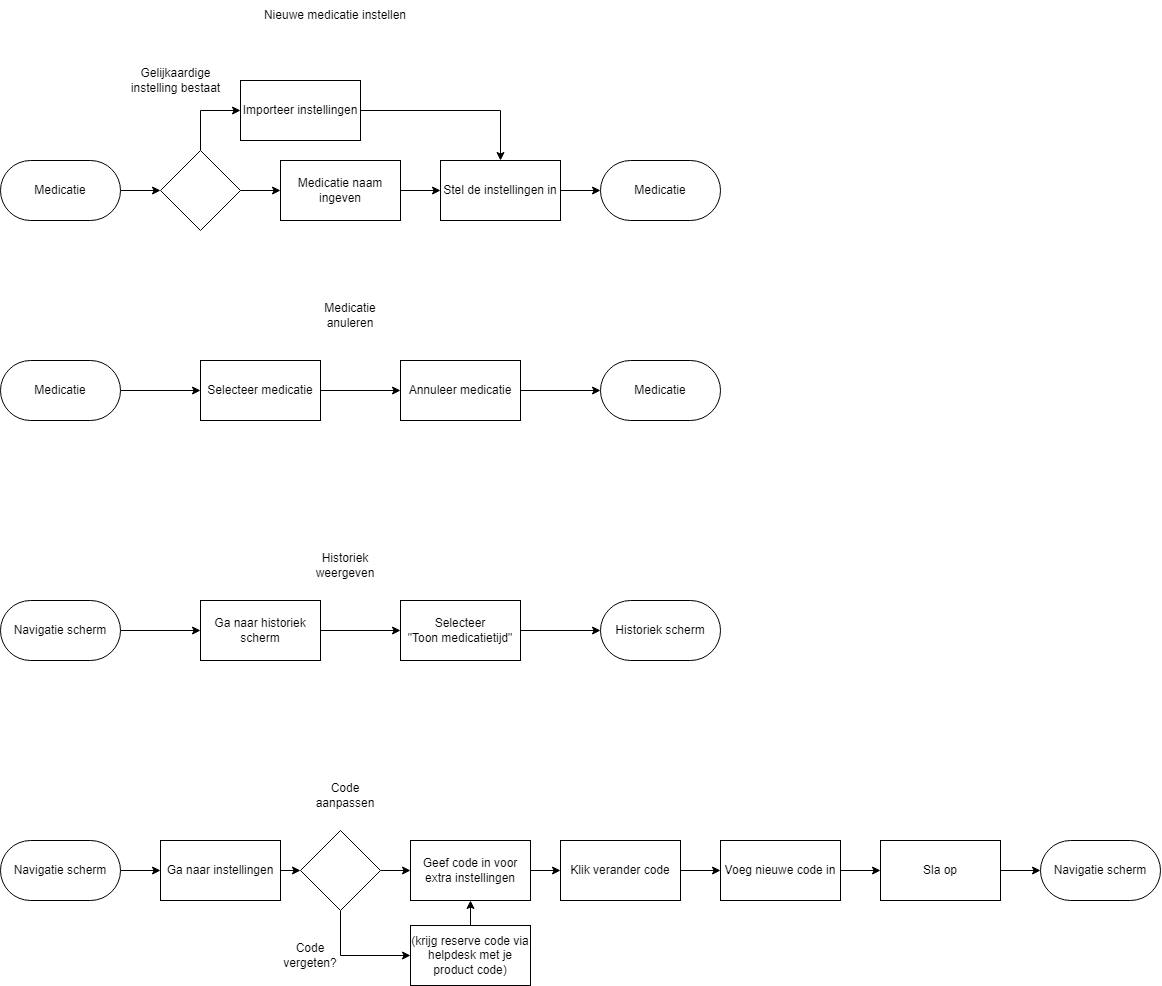 Nieuwe medicatie instellen
Gelijkaardige
instelling bestaat
Importeer instellingen
Medicatie
Medicatie naam
ingeven
Stel de instellingen in
Medicatie
Medicatie
anuleren
Medicatie
Selecteer medicatie
Annuleer medicatie
Medicatie
Historiek
weergeven
Navigatie scherm
Ga naar historiek
scherm
Selecteer
"Toon medicatietijd"
Historiek scherm
Code
aanpassen
Navigatie scherm
Ga naar instellingen
Geef code in voor
extra instellingen
Klik verander code
Voeg nieuwe code in
Sla op
Navigatie scherm
Code
vergeten?
(krijg reserve code via
helpdesk met je
product code)